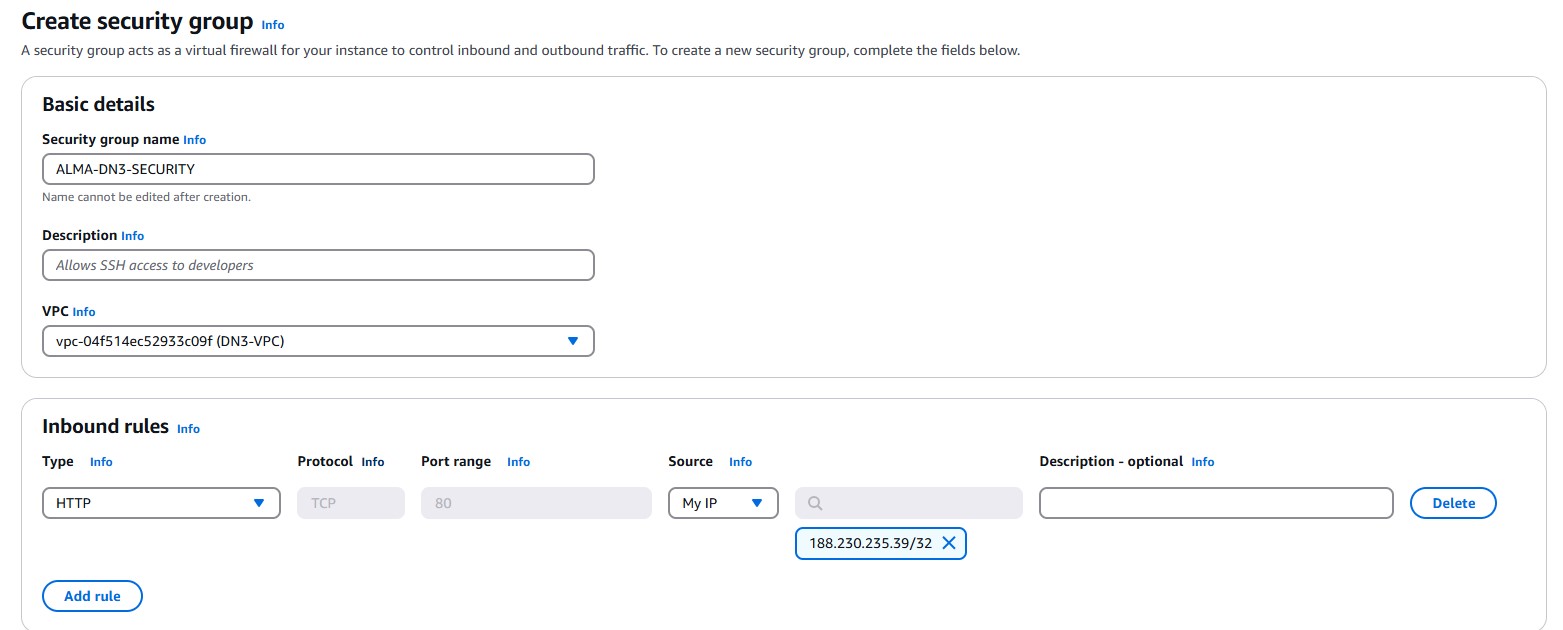 Create security group Info
A security group acts as a virtual firewall for your instance to control inbound and outbound traffic. To create a new security group, complete the fields below.
Basic details
Security group name Info
ALMA-DN3-SECURITY
Name cannot be edited after creation.
Description Info
Allows SSH access to developers
VPC Info
vpc-04f514ec52933c09f (DN3-VPC)
Inbound rules Info
Type Info Protocol Info Port range Info Source Info Description - optional Info
HTTP TCP 80 My IP Delete
188.230.235.39/32
Add rule